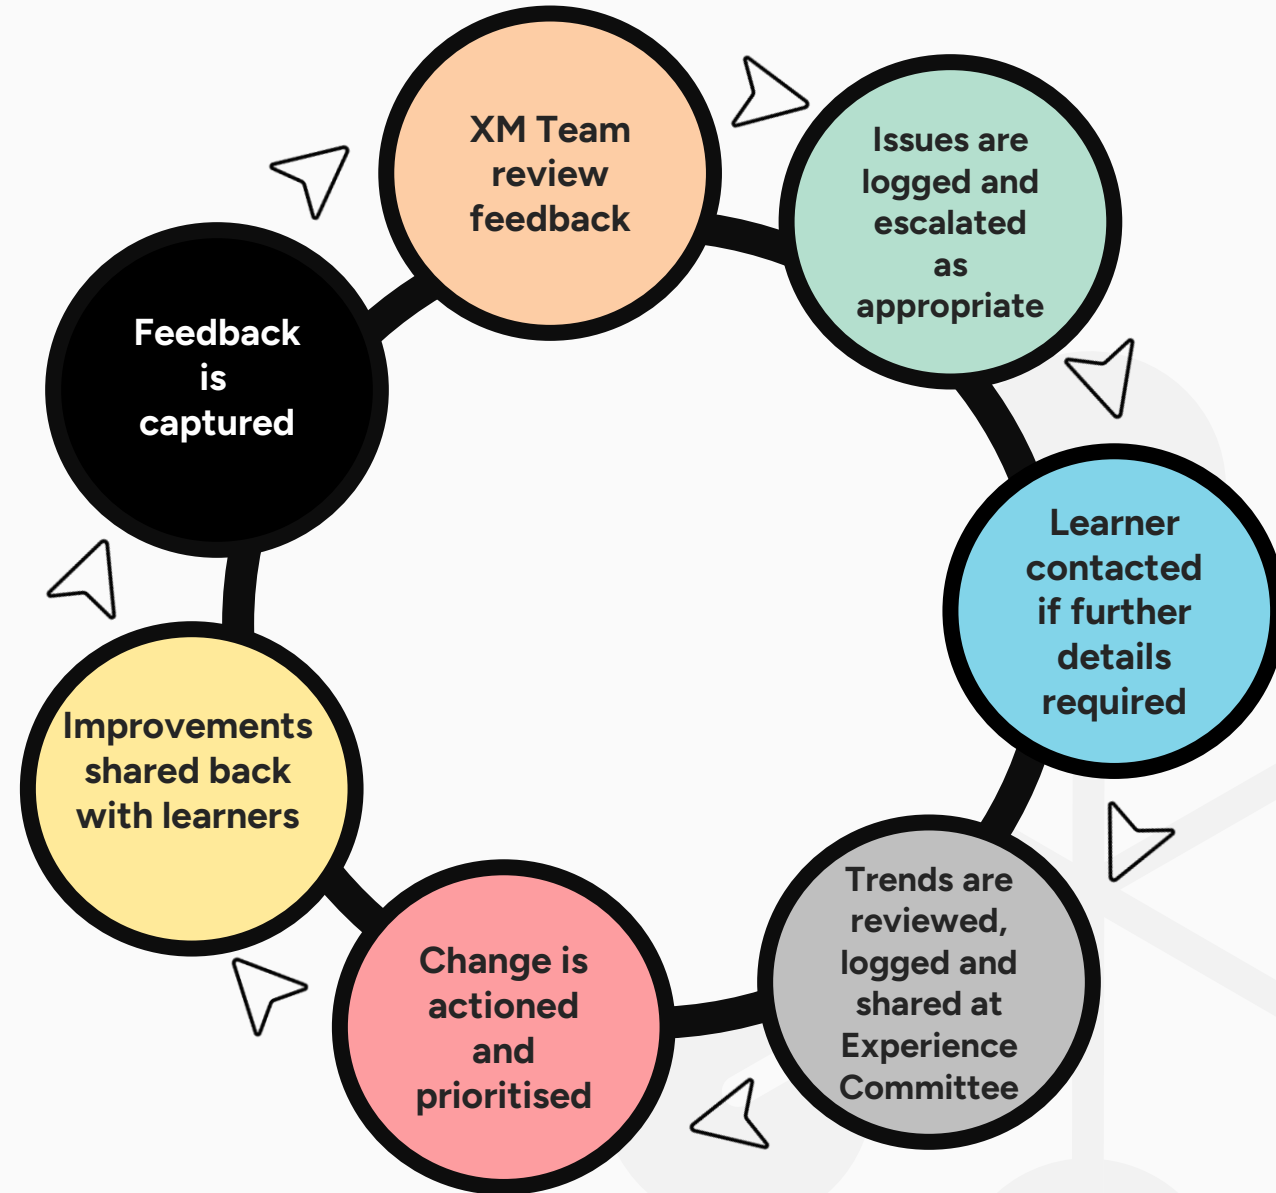 Feedback
is
captured
XM Team
review
feedback
Issues are
logged and
escalated
as
appropriate
Learner
contacted
if further
details
required
Trends are
reviewed,
logged and
shared at
Experience
Committee
Change is
actioned
and
prioritised
Improvements
shared back
with learners